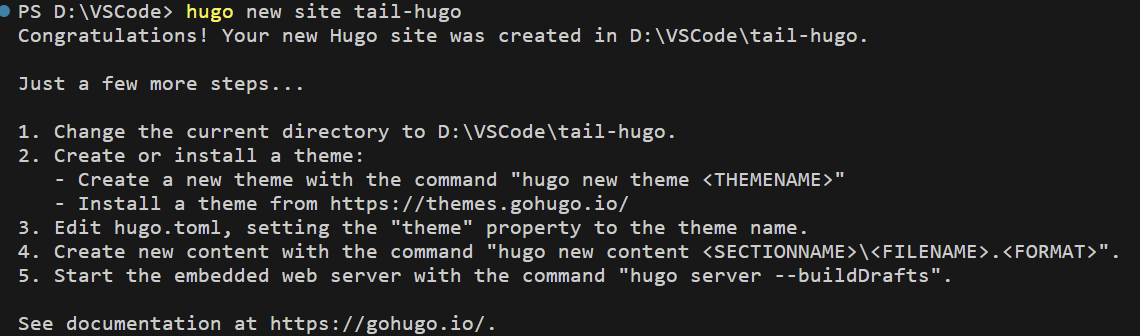 PS D:\VSCode> hugo new site tail-hugo
Congratulations! Your new Hugo site was created in D:\VSCode\tail-hugo.
Just a few more steps...
1. Change the current directory to D:\VSCode\tail-hugo.
2. Create or install a theme:
- Create a new theme with the command "hugo new theme <THEMENAME>"
- Install a theme from https://themes.gohugo.io/
3. Edit hugo.toml, setting the "theme" property to the theme name.
4. Create new content with the command "hugo new content <SECTIONNAME>\<FILENAME>.<FORMAT>".
5. Start the embedded web server with the command "hugo server --buildDrafts".
See documentation at https://gohugo.io/.